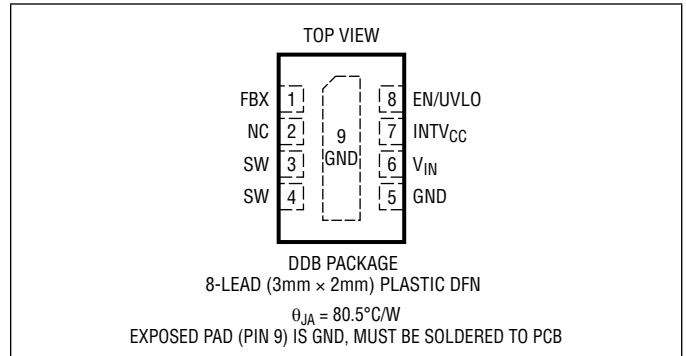 TOP VIEW
FBX 1 8 EN/UVLO
NC 2 7 INTVCC
9
SW 3 GND 6 VIN
SW 4 5 GND
DDB PACKAGE
8-LEAD (3mm × 2mm) PLASTIC DFN
θJA = 80.5°C/W
EXPOSED PAD (PIN 9) IS GND, MUST BE SOLDERED TO PCB